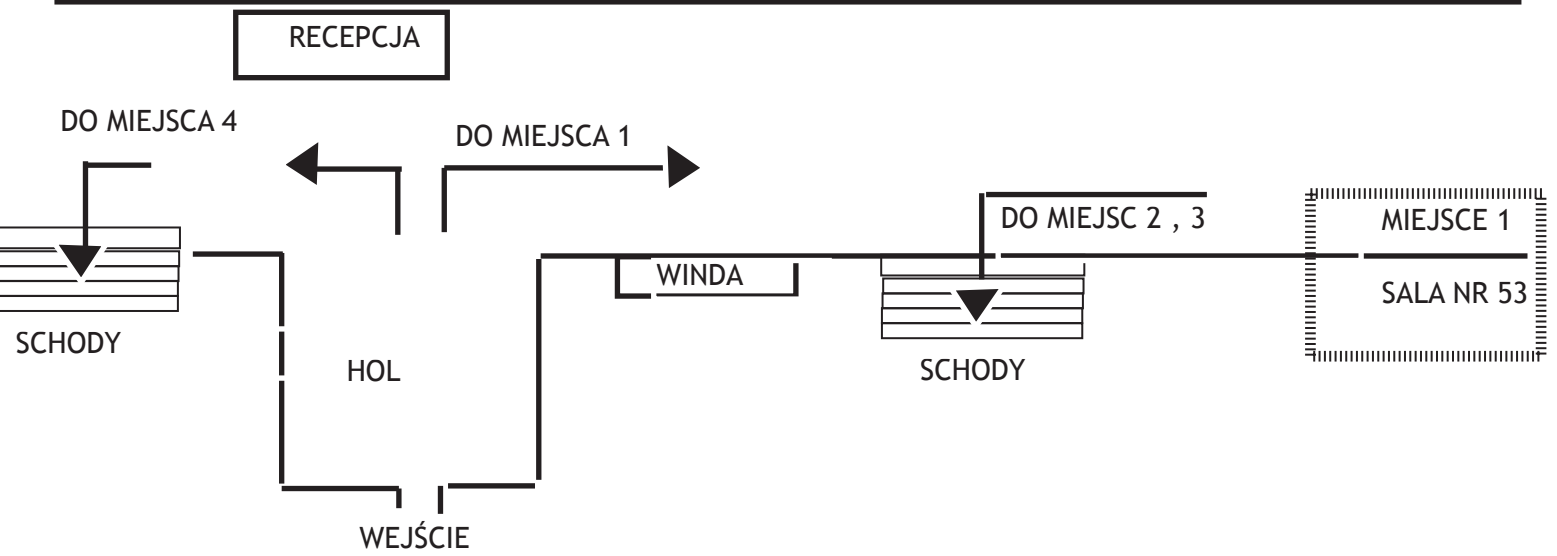 RECEPCJA
DO MIEJSCA 4
DO MIEJSCA 1
DO MIEJSC 2 , 3
MIEJSCE 1
WINDA
SALA NR 53
SCHODY
HOL
SCHODY
WEJŚCIE